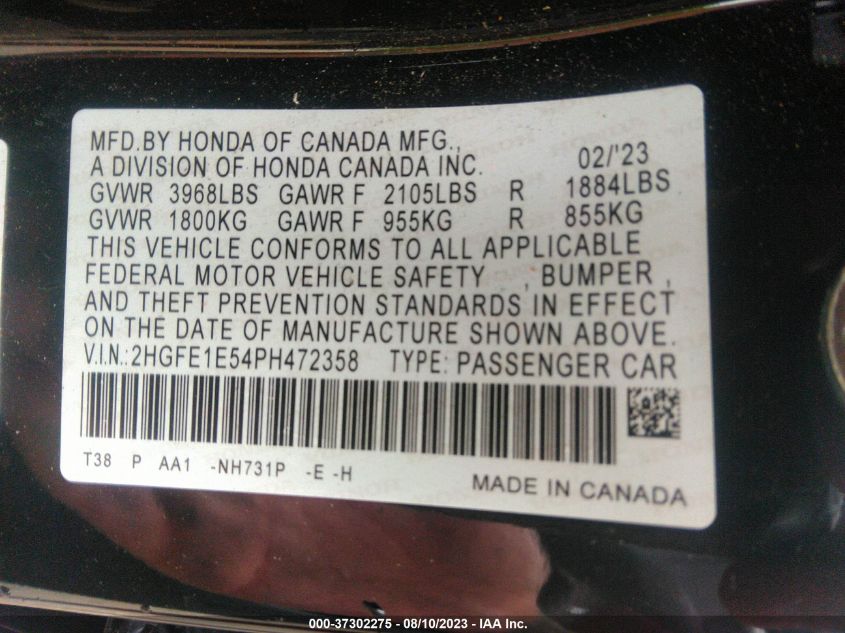 MFD.BY HONDA OF CANADA MFG.,
A DIVISION OF HONDA CANADA INC. 02/'23
GVWR 3968LBS GAWR F 2105LBS R 1884LBS
GVWR 1800KG GAWR F 955KG R 855KG
THIS VEHICLE CONFORMS TO ALL APPLICABLE
FEDERAL MOTOR VEHICLE SAFETY , BUMPER ,
AND THEFT PREVENTION STANDARDS IN EFFECT
ON THE DATE OF MANUFACTURE SHOWN ABOVE.
V.I.N.:2HGFE1E54PH472358 TYPE: PASSENGER CAR
T38 P AA1 -NH731P -E -H
MADE IN CANADA
000-37302275 - 08/10/2023 - IAA Inc.